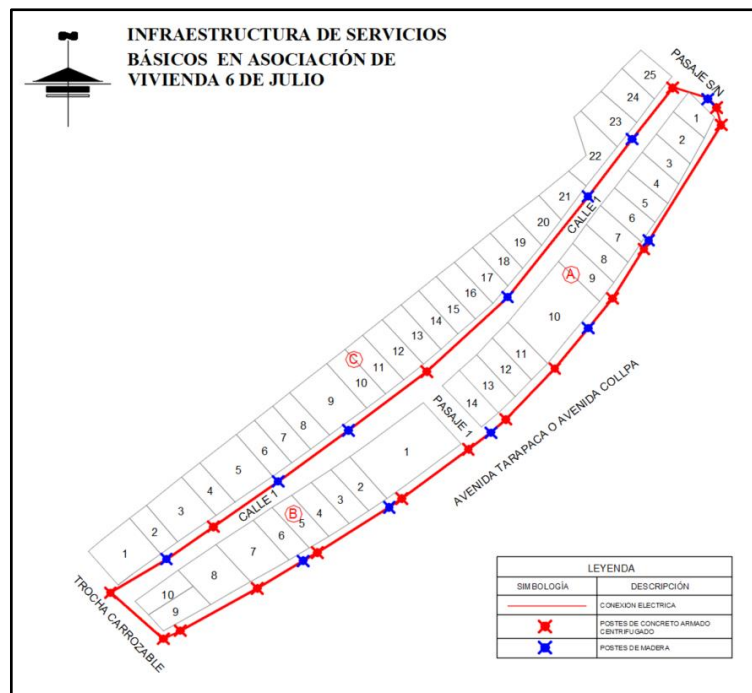 INFRAESTRUCTURA DE SERVICIOS
BÁSICOS EN ASOCIACIÓN DE
VIVIENDA 6 DE JULIO
PASAJE S/N
25
24
23
22
21
20
19
18
17
16
15
14
13
12
11
10
9
8
7
6
5
4
3
2
1
C
CALLE 1
CALLE 1
1
2
3
4
5
6
7
8
9
10
11
12
13
14
A
PASAJE 1
1
2
3
4
5
6
7
8
9
10
B
TROCHA CARROZABLE
AVENIDA TARAPACA O AVENIDA COLLPA
LEYENDA
SIMBOLOGÍA DESCRIPCIÓN
CONEXION ELECTRICA
POSTES DE CONCRETO ARMADO
CENTRIFUGADO
POSTES DE MADERA